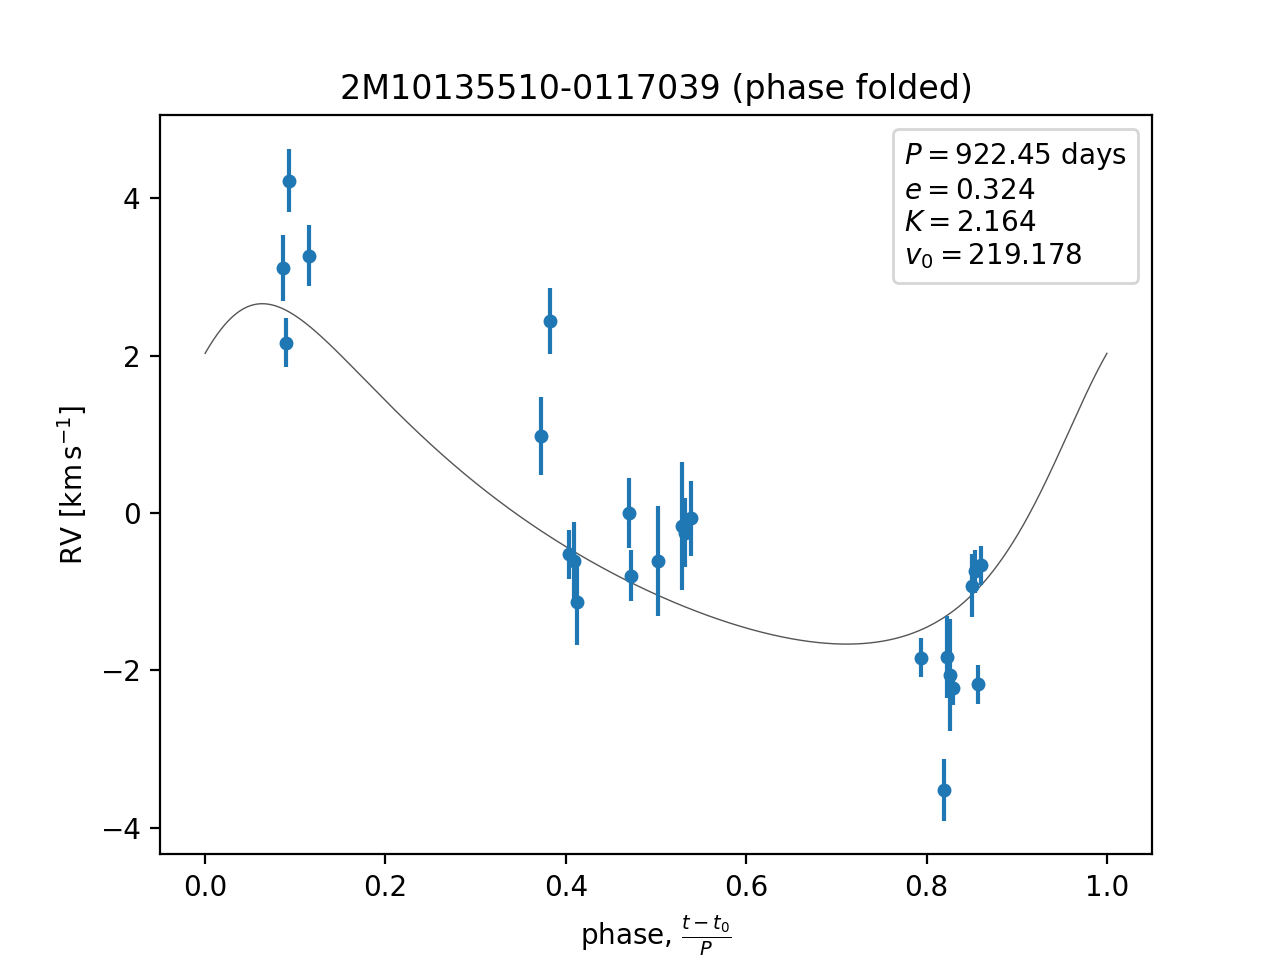 2M10135510-0117039 (phase folded)
P = 922.45 days
e = 0.324
K = 2.164
v₀ = 219.178
4
2
0
−2
−4
RV [km s⁻¹]
0.0 0.2 0.4 0.6 0.8 1.0
phase, (t − t₀)/P